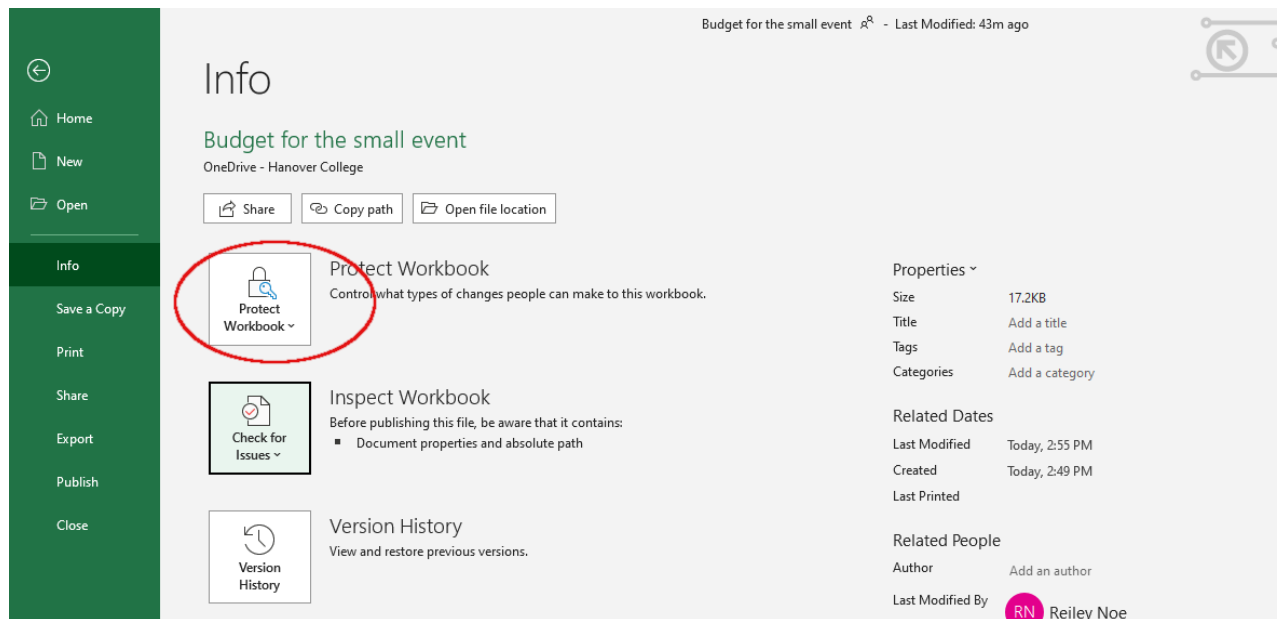 Budget for the small event - Last Modified: 43m ago
Info
Home
New
Open
Info
Save a Copy
Print
Share
Export
Publish
Close
Budget for the small event
OneDrive - Hanover College
Share Copy path Open file location
Protect Workbook
Protect Workbook
Control what types of changes people can make to this workbook.
Check for Issues
Inspect Workbook
Before publishing this file, be aware that it contains:
▪ Document properties and absolute path
Version History
Version History
View and restore previous versions.
Properties
Size 17.2KB
Title Add a title
Tags Add a tag
Categories Add a category
Related Dates
Last Modified Today, 2:55 PM
Created Today, 2:49 PM
Last Printed
Related People
Author Add an author
Last Modified By RN Reiley Noe